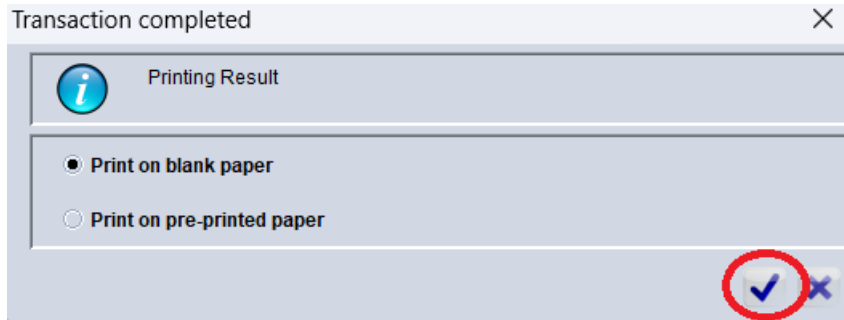 Transaction completed
Printing Result
Print on blank paper
Print on pre-printed paper